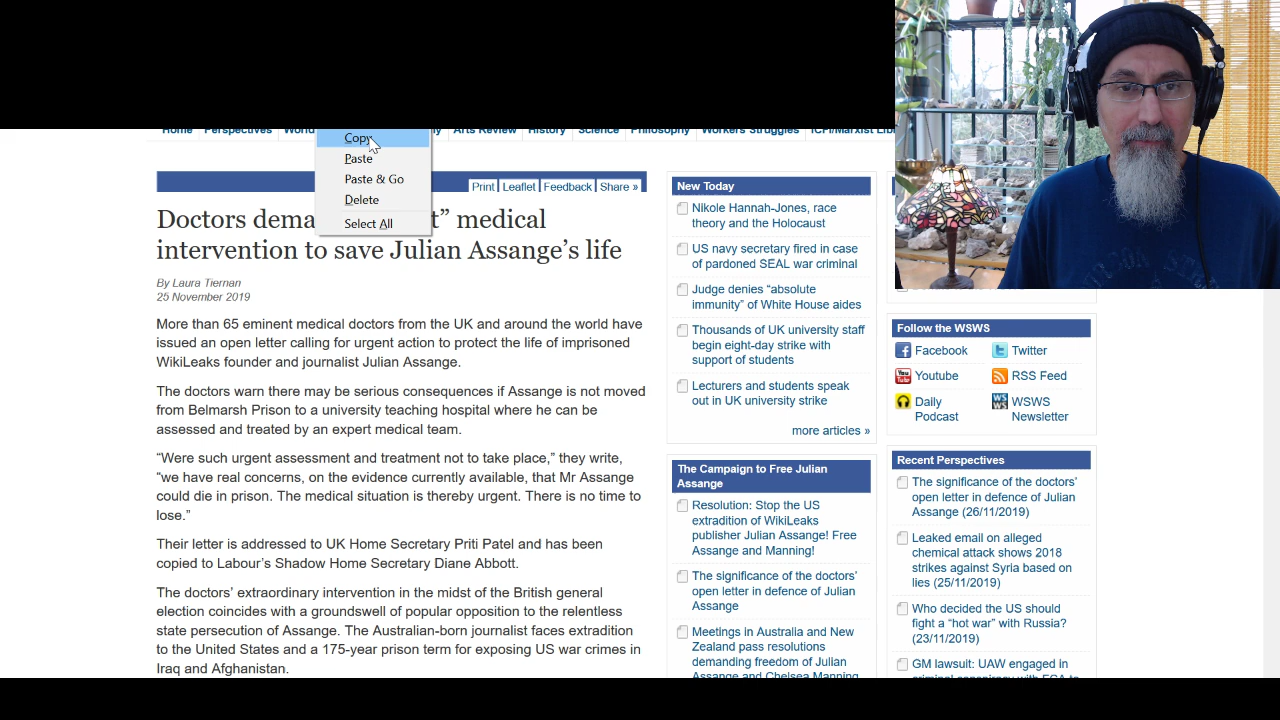 Home Perspectives World Arts Review History Science Philosophy Workers Struggles ICFI/Marxist
Copy
Paste
Paste & Go
Delete
Select All
Print Leaflet Feedback Share »
Doctors t” medical
intervention to save Julian Assange’s life
By Laura Tiernan
25 November 2019
More than 65 eminent medical doctors from the UK and around the world have
issued an open letter calling for urgent action to protect the life of imprisoned
WikiLeaks founder and journalist Julian Assange.
The doctors warn there may be serious consequences if Assange is not moved
from Belmarsh Prison to a university teaching hospital where he can be
assessed and treated by an expert medical team.
“Were such urgent assessment and treatment not to take place,” they write,
“we have real concerns, on the evidence currently available, that Mr Assange
could die in prison. The medical situation is thereby urgent. There is no time to
lose.”
Their letter is addressed to UK Home Secretary Priti Patel and has been
copied to Labour’s Shadow Home Secretary Diane Abbott.
The doctors’ extraordinary intervention in the midst of the British general
election coincides with a groundswell of popular opposition to the relentless
state persecution of Assange. The Australian-born journalist faces extradition
to the United States and a 175-year prison term for exposing US war crimes in
Iraq and Afghanistan.
New Today
Nikole Hannah-Jones, race
theory and the Holocaust
US navy secretary fired in case
of pardoned SEAL war criminal
Judge denies “absolute
immunity” of White House aides
Thousands of UK university staff
begin eight-day strike with
support of students
Lecturers and students speak
out in UK university strike
more articles »
The Campaign to Free Julian
Assange
Resolution: Stop the US
extradition of WikiLeaks
publisher Julian Assange! Free
Assange and Manning!
The significance of the doctors’
open letter in defence of Julian
Assange
Meetings in Australia and New
Zealand pass resolutions
demanding freedom of Julian
Assange and Chelsea Manning
Follow the WSWS
Facebook Twitter
Youtube RSS Feed
Daily
Podcast
WSWS
Newsletter
Recent Perspectives
The significance of the doctors’
open letter in defence of Julian
Assange (26/11/2019)
Leaked email on alleged
chemical attack shows 2018
strikes against Syria based on
lies (25/11/2019)
Who decided the US should
fight a “hot war” with Russia?
(23/11/2019)
GM lawsuit: UAW engaged in
criminal conspiracy with FCA to